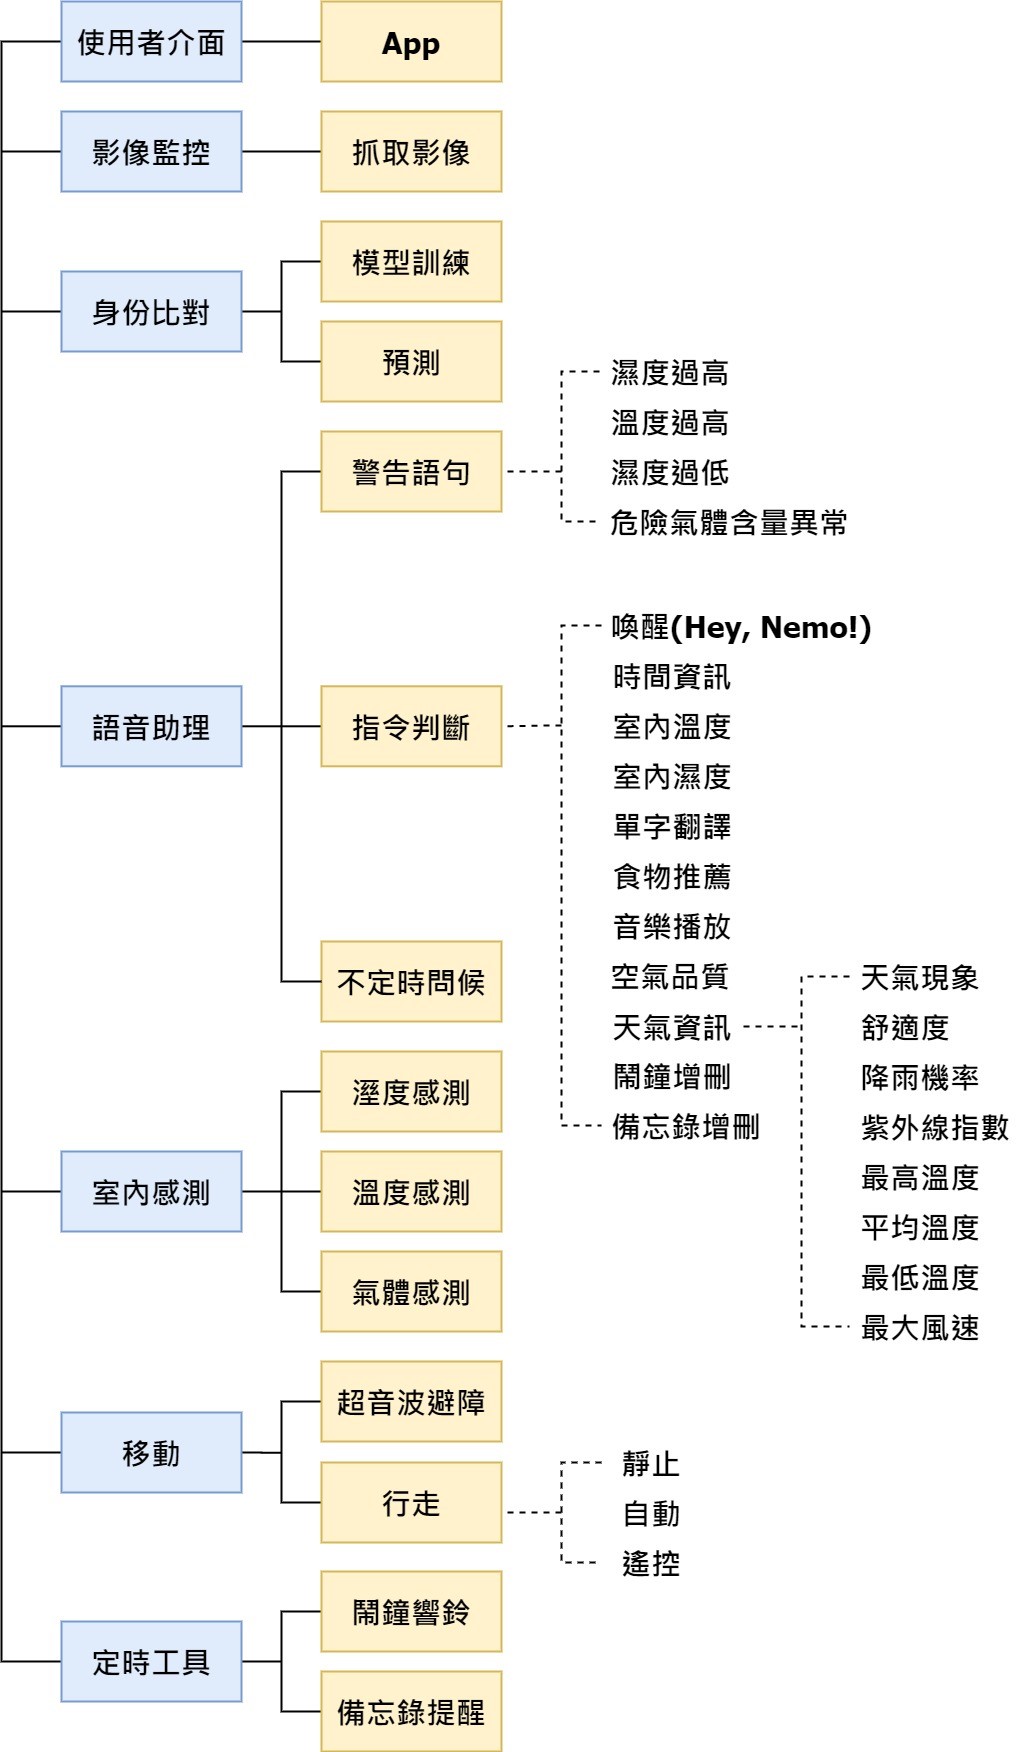 使用者介面
App
影像監控
抓取影像
身份比對
模型訓練
預測
語音助理
警告語句
濕度過高
溫度過高
濕度過低
危險氣體含量異常
指令判斷
喚醒(Hey, Nemo!)
時間資訊
室內溫度
室內濕度
單字翻譯
食物推薦
音樂播放
空氣品質
天氣資訊
天氣現象
舒適度
降雨機率
紫外線指數
最高溫度
平均溫度
最低溫度
最大風速
鬧鐘增刪
備忘錄增刪
不定時問候
室內感測
溼度感測
溫度感測
氣體感測
移動
超音波避障
行走
靜止
自動
遙控
定時工具
鬧鐘響鈴
備忘錄提醒